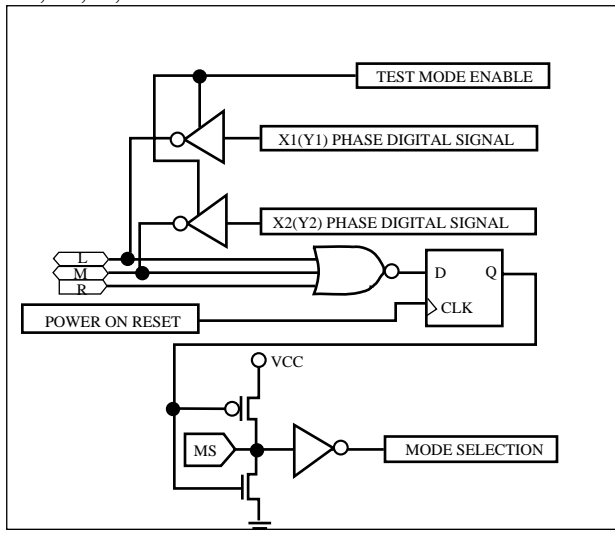 TEST MODE ENABLE
X1(Y1) PHASE DIGITAL SIGNAL
X2(Y2) PHASE DIGITAL SIGNAL
L
M
R
D Q
CLK
POWER ON RESET
VCC
MS
MODE SELECTION